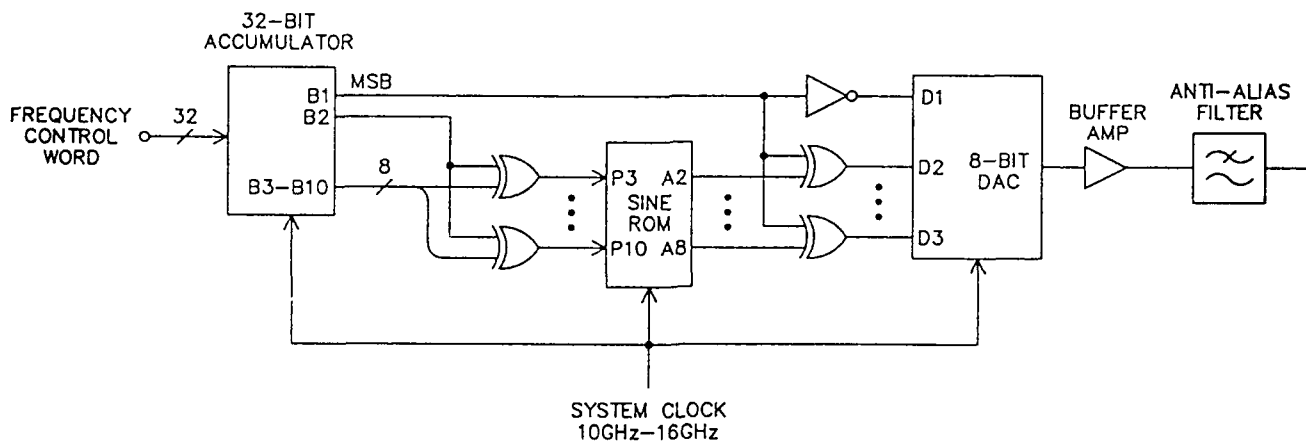 32-BIT
ACCUMULATOR
FREQUENCY
CONTROL
WORD
32
B1
B2
B3-B10
MSB
8
P3
P10
SINE
ROM
A2
A8
D1
D2
D3
8-BIT
DAC
BUFFER
AMP
ANTI-ALIAS
FILTER
SYSTEM CLOCK
10GHz-16GHz